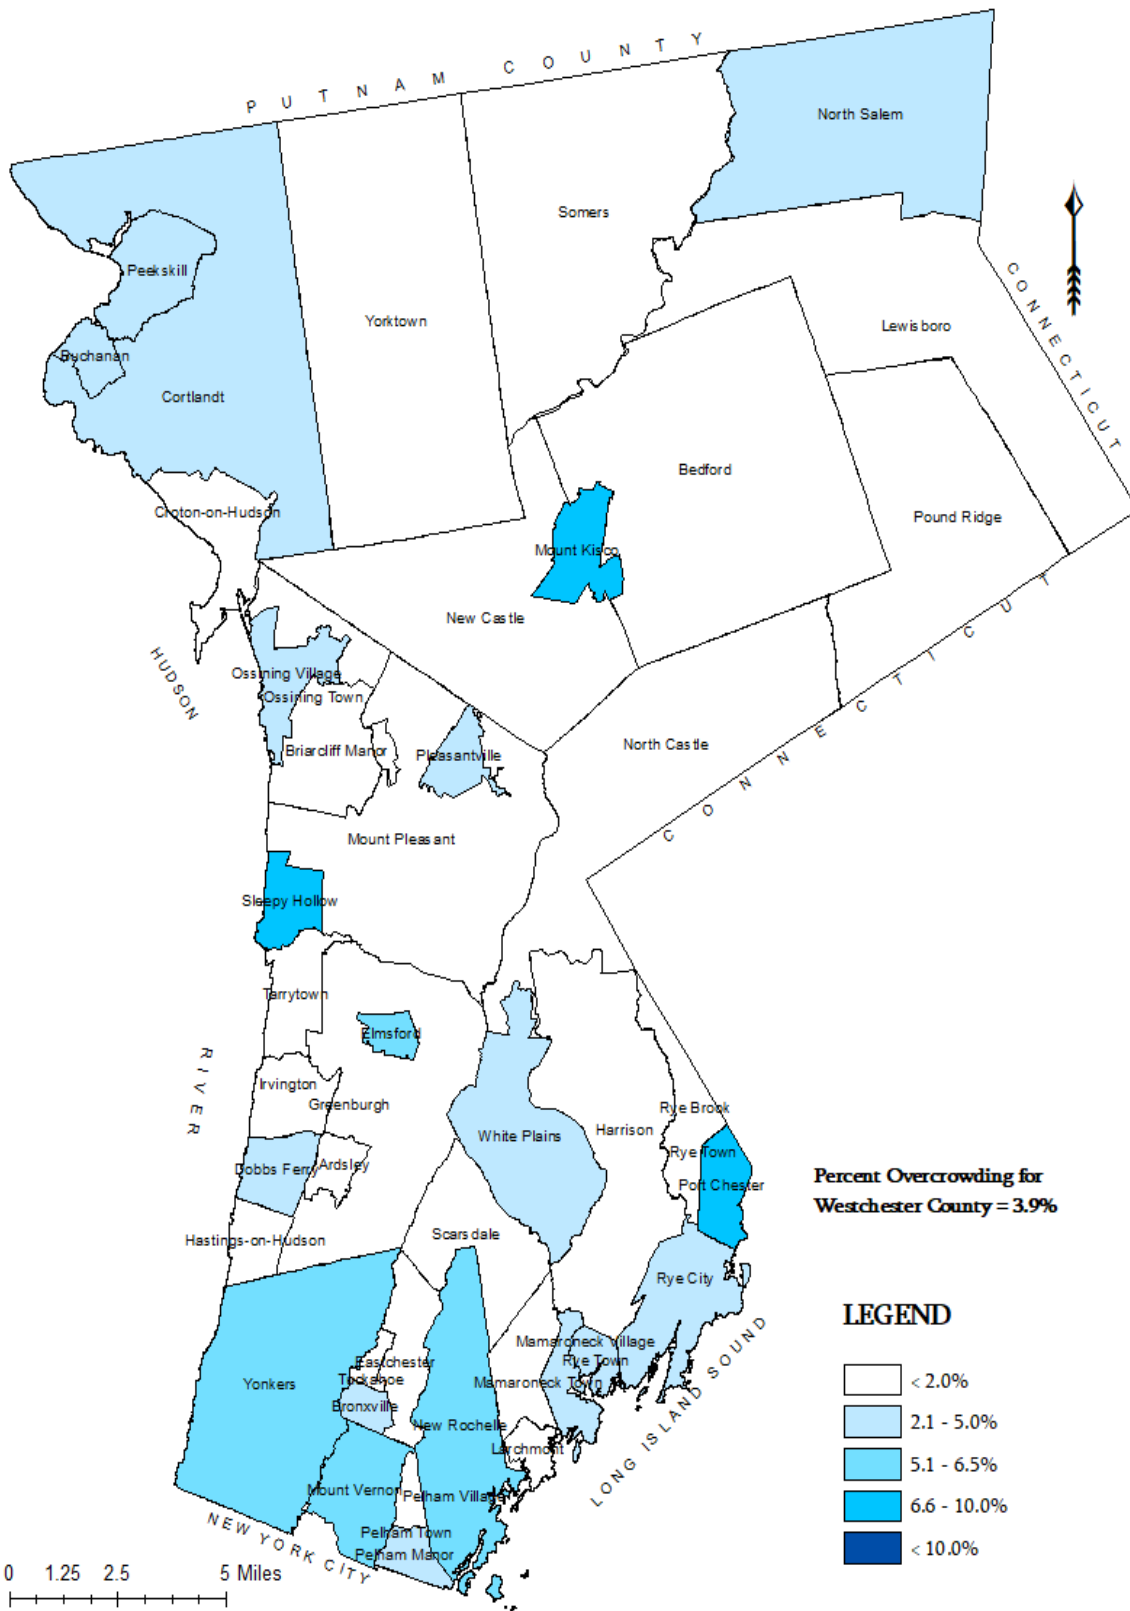 PUTNAM COUNTY
North Salem
Somers
Peekskill
Yorktown
Lewisboro
CONNECTICUT
Buchanan
Cortlandt
Bedford
Croton-on-Hudson
Pound Ridge
Mount Kisco
New Castle
HUDSON
Ossining Village
Ossining Town
Briarcliff Manor
Pleasantville
North Castle
CONNECTICUT
Mount Pleasant
Sleepy Hollow
Tarrytown
Elmsford
RIVER
Irvington
Greenburgh
White Plains
Harrison
Rye Brook
Rye Town
Port Chester
Dobbs Ferry
Ardsley
Percent Overcrowding for
Westchester County = 3.9%
Hastings-on-Hudson
Scarsdale
Rye City
Mamaroneck Village
Rye Town
Mamaroneck Town
Eastchester
Tuckahoe
Yonkers
Bronxville
New Rochelle
Larchmont
LONG ISLAND SOUND
Mount Vernon
Pelham Village
Pelham Town
Pelham Manor
NEW YORK CITY
LEGEND
< 2.0%
2.1 - 5.0%
5.1 - 6.5%
6.6 - 10.0%
< 10.0%
0 1.25 2.5 5 Miles